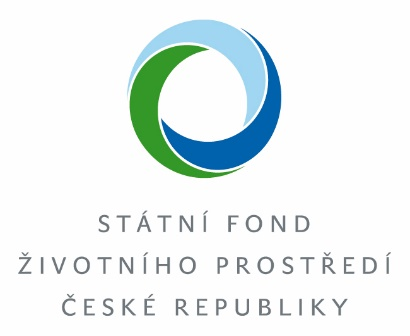 STÁTNÍ FOND
ŽIVOTNÍHO PROSTŘEDÍ
ČESKÉ REPUBLIKY